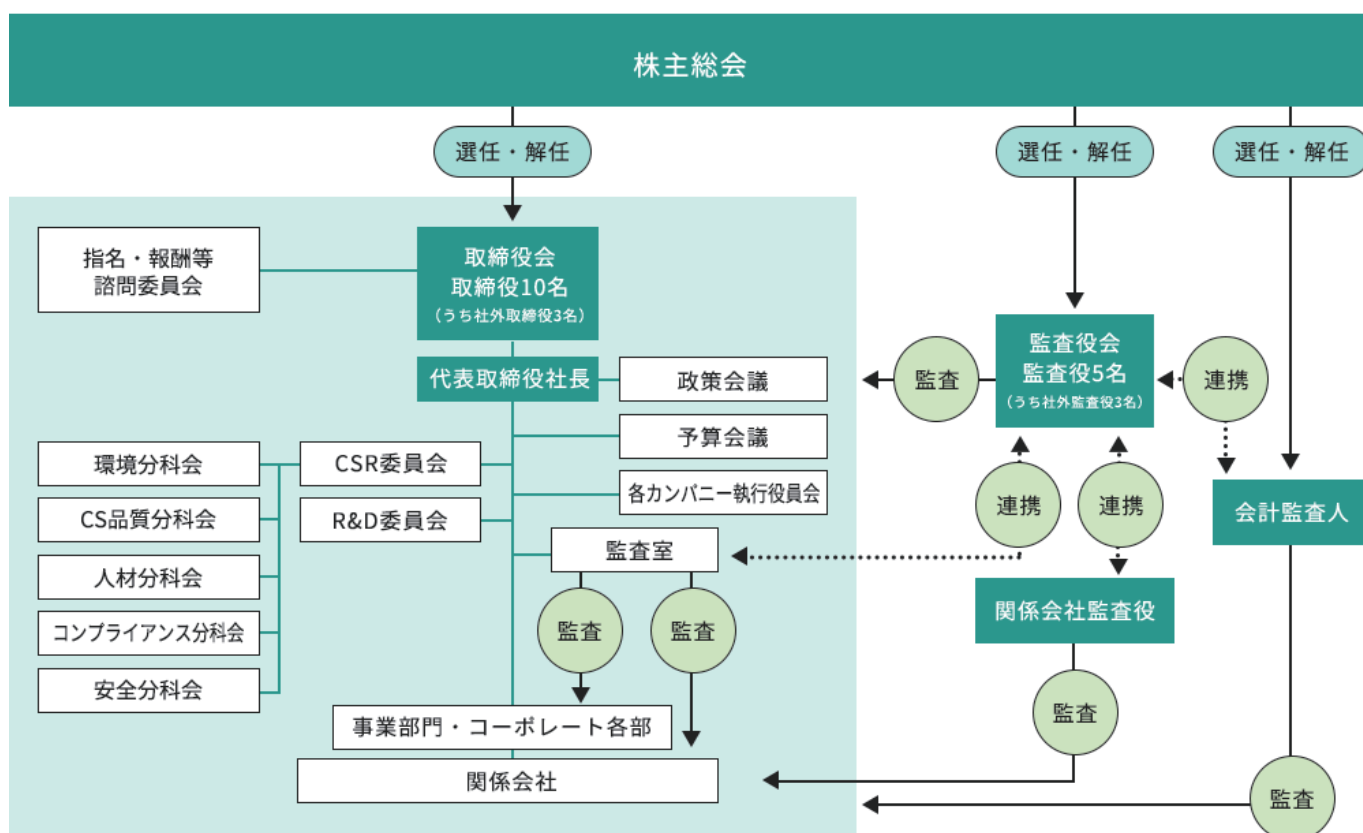 株主総会
選任・解任
選任・解任
選任・解任
指名・報酬等
諮問委員会
取締役会
取締役10名
（うち社外取締役3名）
監査役会
監査役5名
（うち社外監査役3名）
監査
連携
代表取締役社長
政策会議
予算会議
各カンパニー執行役員会
環境分科会
CS品質分科会
人材分科会
コンプライアンス分科会
安全分科会
CSR委員会
R&D委員会
監査室
連携
連携
会計監査人
監査
監査
関係会社監査役
監査
事業部門・コーポレート各部
関係会社
監査